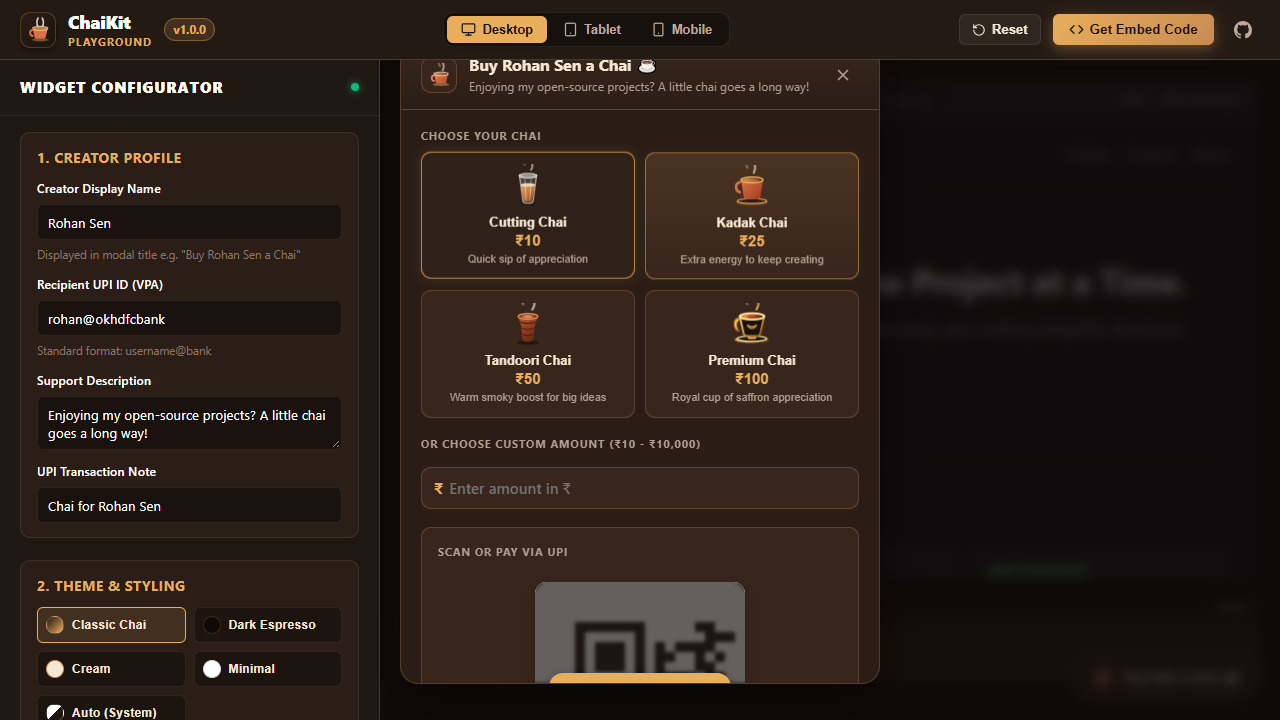 ChaiKit
PLAYGROUND
v1.0.0
Desktop
Tablet
Mobile
Reset
Get Embed Code
WIDGET CONFIGURATOR
1. CREATOR PROFILE
Creator Display Name
Rohan Sen
Displayed in modal title e.g. "Buy Rohan Sen a Chai"
Recipient UPI ID (VPA)
rohan@okhdfcbank
Standard format: username@bank
Support Description
Enjoying my open-source projects? A little chai
goes a long way!
UPI Transaction Note
Chai for Rohan Sen
2. THEME & STYLING
Classic Chai
Dark Espresso
Cream
Minimal
Auto (System)
Buy Rohan Sen a Chai ☕
Enjoying my open-source projects? A little chai goes a long way!
CHOOSE YOUR CHAI
Cutting Chai
₹10
Quick sip of appreciation
Kadak Chai
₹25
Extra energy to keep creating
Tandoori Chai
₹50
Warm smoky boost for big ideas
Premium Chai
₹100
Royal cup of saffron appreciation
OR CHOOSE CUSTOM AMOUNT (₹10 - ₹10,000)
₹ Enter amount in ₹
SCAN OR PAY VIA UPI
Project at a Time.